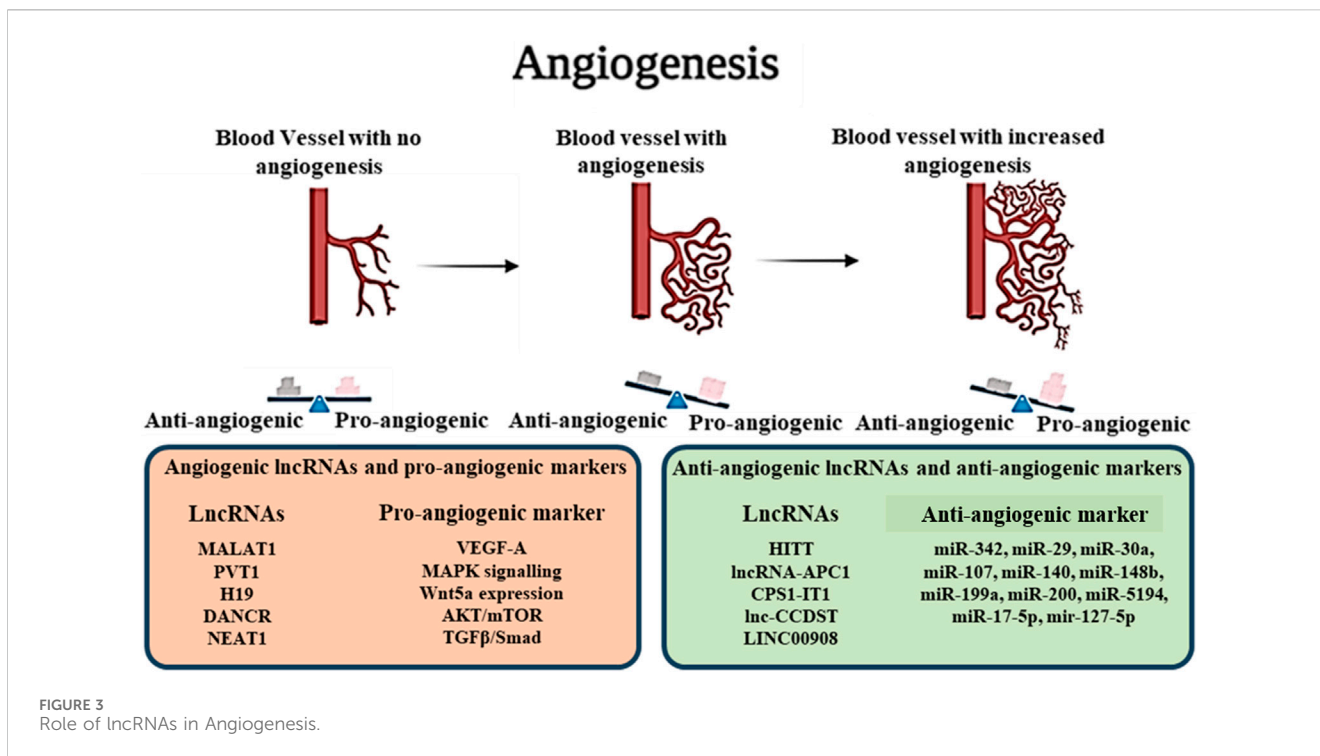 Angiogenesis
Blood Vessel with no
angiogenesis
Blood vessel with
angiogenesis
Blood vessel with increased
angiogenesis
Anti-angiogenic Pro-angiogenic
Anti-angiogenic Pro-angiogenic
Anti-angiogenic Pro-angiogenic
Angiogenic lncRNAs and pro-angiogenic markers
LncRNAs
MALAT1
PVT1
H19
DANCR
NEAT1
Pro-angiogenic marker
VEGF-A
MAPK signalling
Wnt5a expression
AKT/mTOR
TGFβ/Smad
Anti-angiogenic lncRNAs and anti-angiogenic markers
LncRNAs
HITT
lncRNA-APC1
CPS1-IT1
lnc-CCDST
LINC00908
Anti-angiogenic marker
miR-342, miR-29, miR-30a,
miR-107, miR-140, miR-148b,
miR-199a, miR-200, miR-5194,
miR-17-5p, mir-127-5p
FIGURE 3
Role of lncRNAs in Angiogenesis.